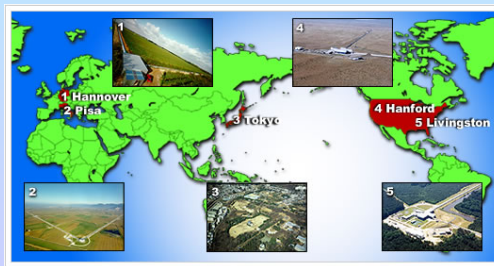 1
4
1 Hannover
2 Pisa
3 Tokyo
4 Hanford
5 Livingston
2
3
5